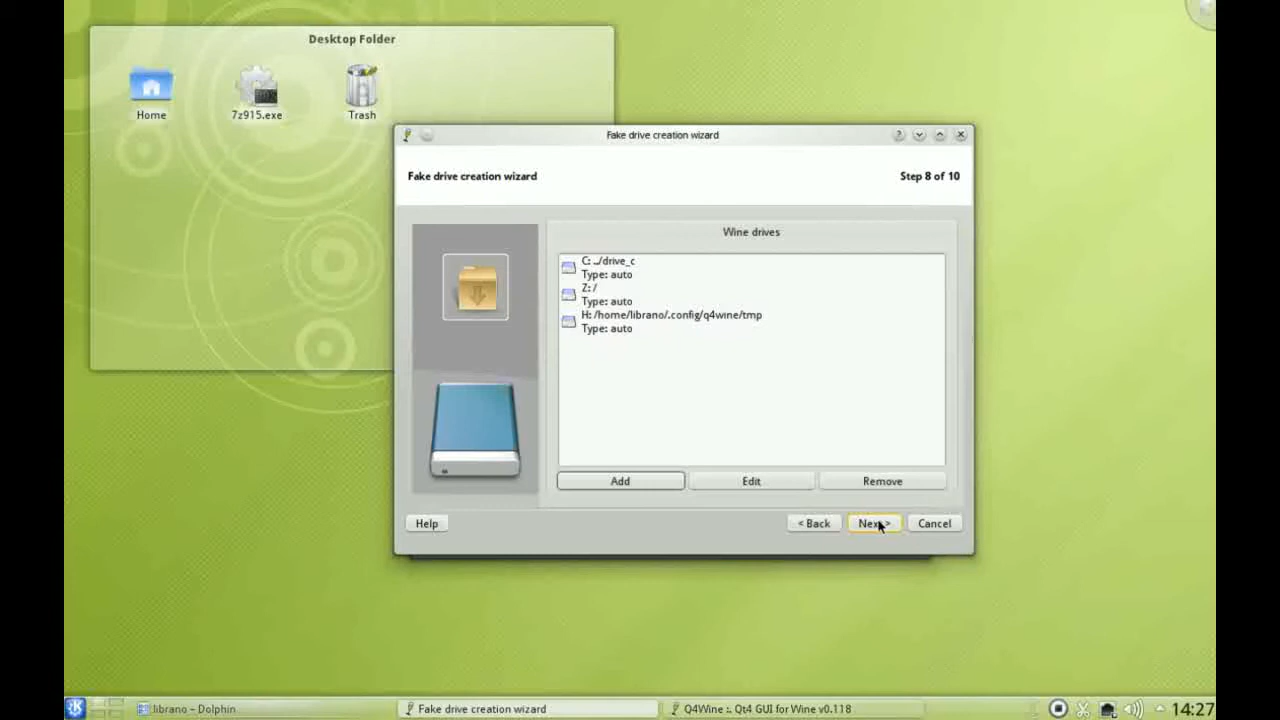 Desktop Folder
Home
7z915.exe
Trash
Fake drive creation wizard
Fake drive creation wizard
Step 8 of 10
Wine drives
C: ../drive_c
Type: auto
Z: /
Type: auto
H: /home/librano/.config/q4wine/tmp
Type: auto
Add
Edit
Remove
Help
< Back
Next >
Cancel
librano – Dolphin
Fake drive creation wizard
Q4Wine :. Qt4 GUI for Wine v0.118
14:27